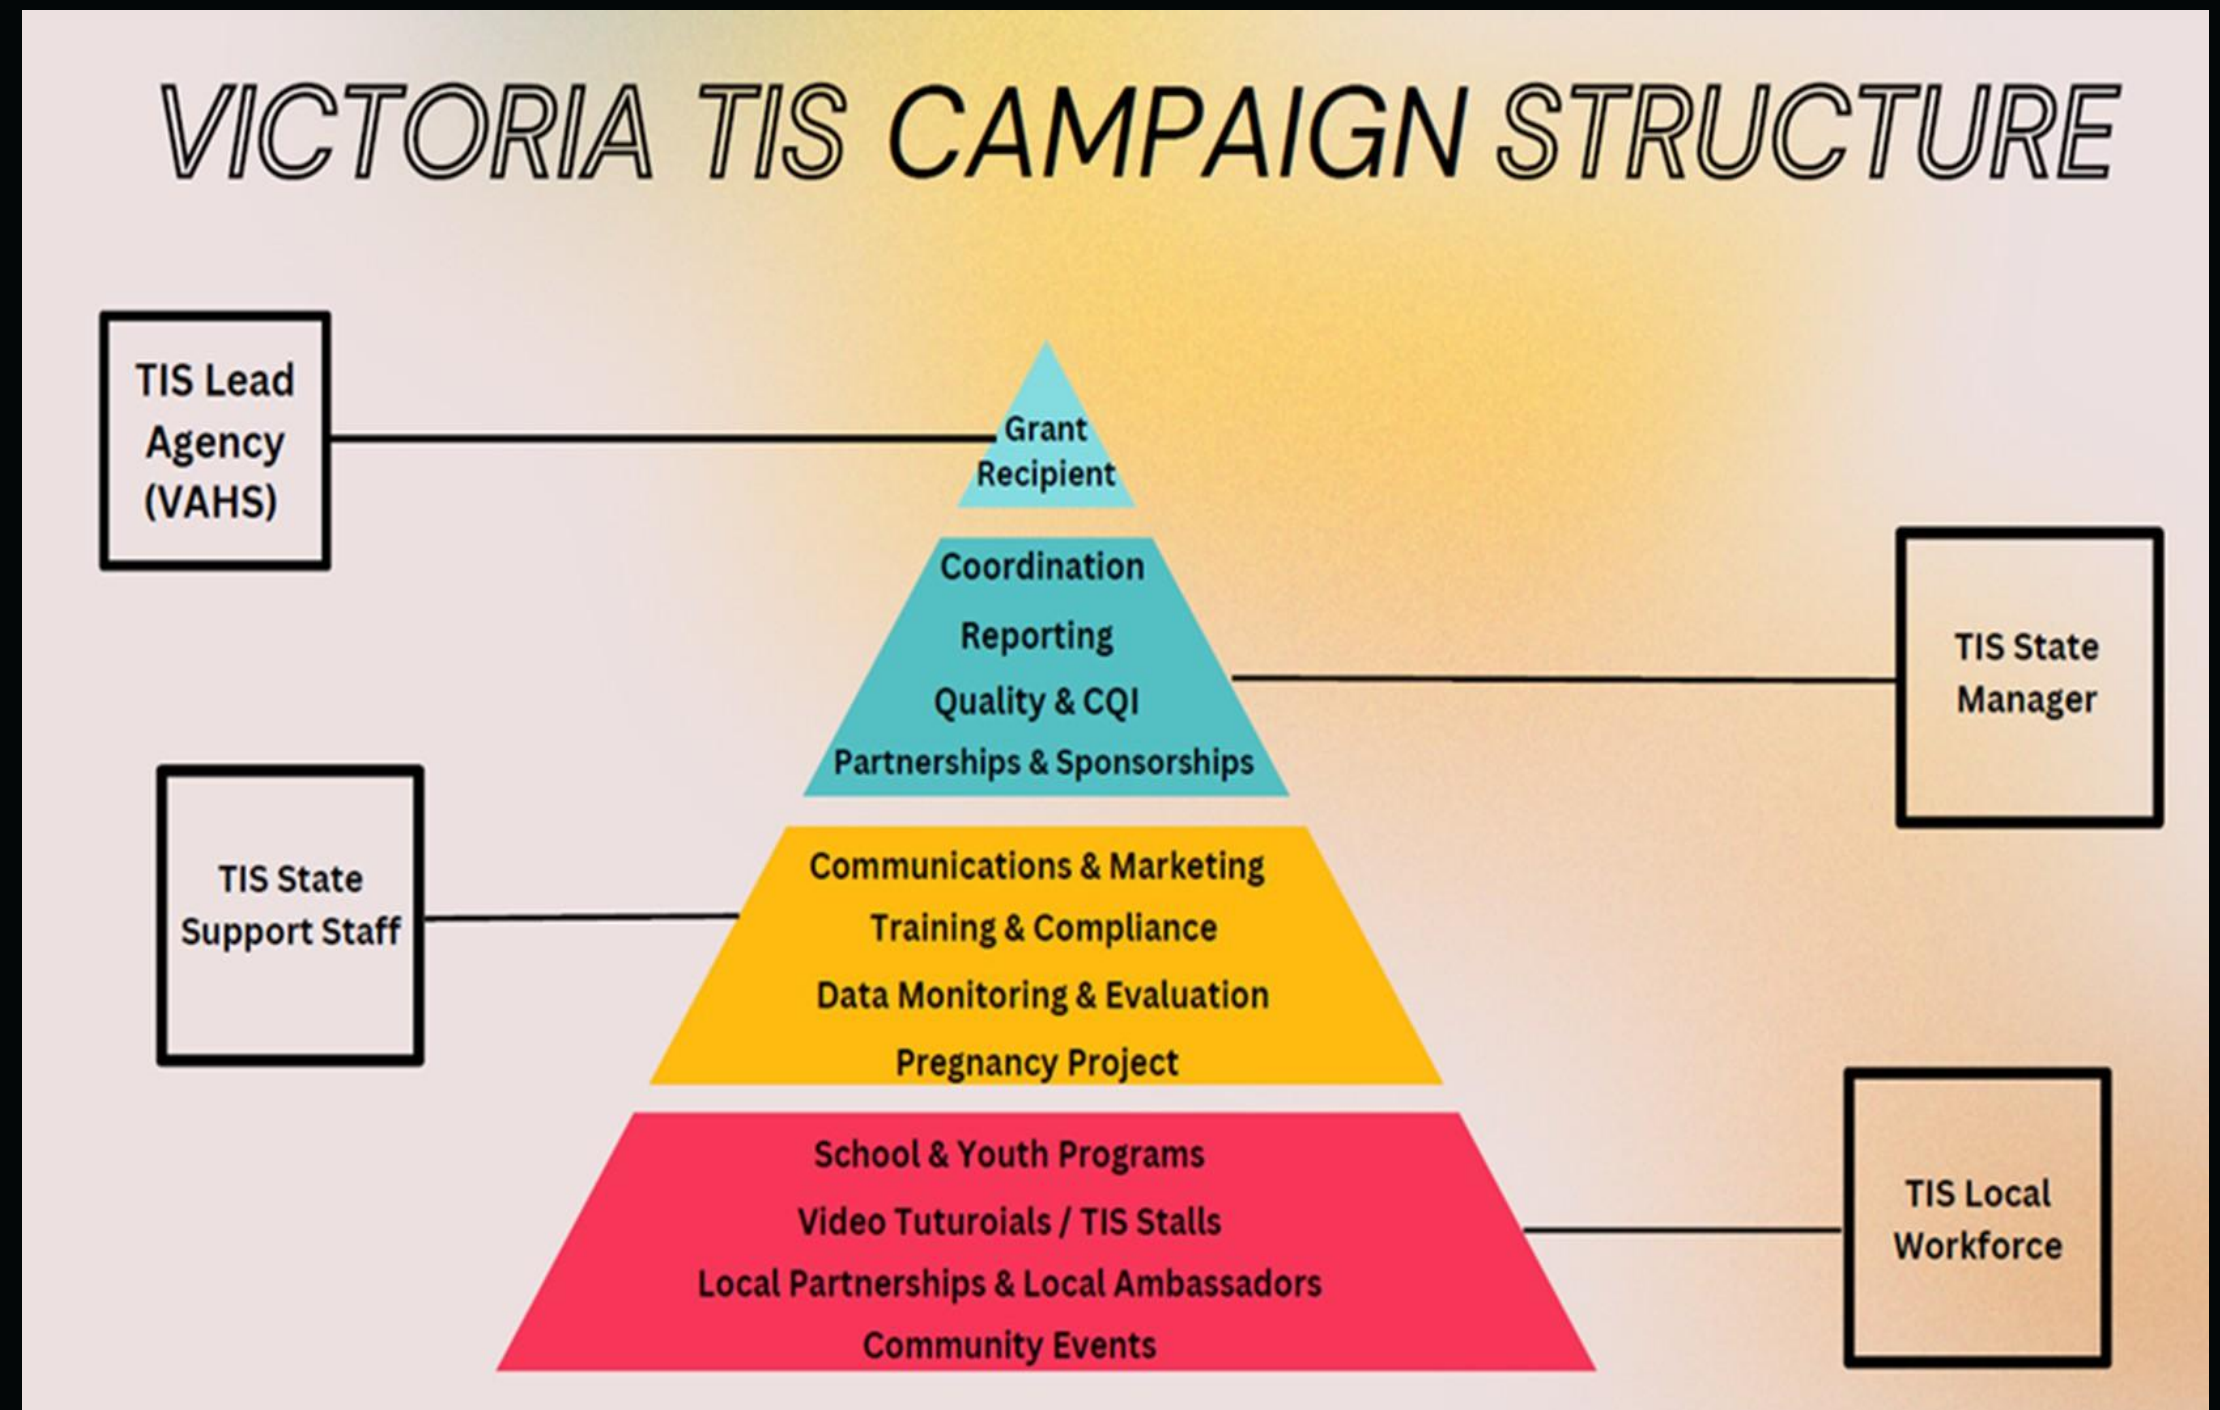 VICTORIA TIS CAMPAIGN STRUCTURE
TIS Lead
Agency
(VAHS)
Grant
Recipient
Coordination
Reporting
Quality & CQI
Partnerships & Sponsorships
TIS State
Manager
TIS State
Support Staff
Communications & Marketing
Training & Compliance
Data Monitoring & Evaluation
Pregnancy Project
School & Youth Programs
Video Tuturoials / TIS Stalls
Local Partnerships & Local Ambassadors
Community Events
TIS Local
Workforce